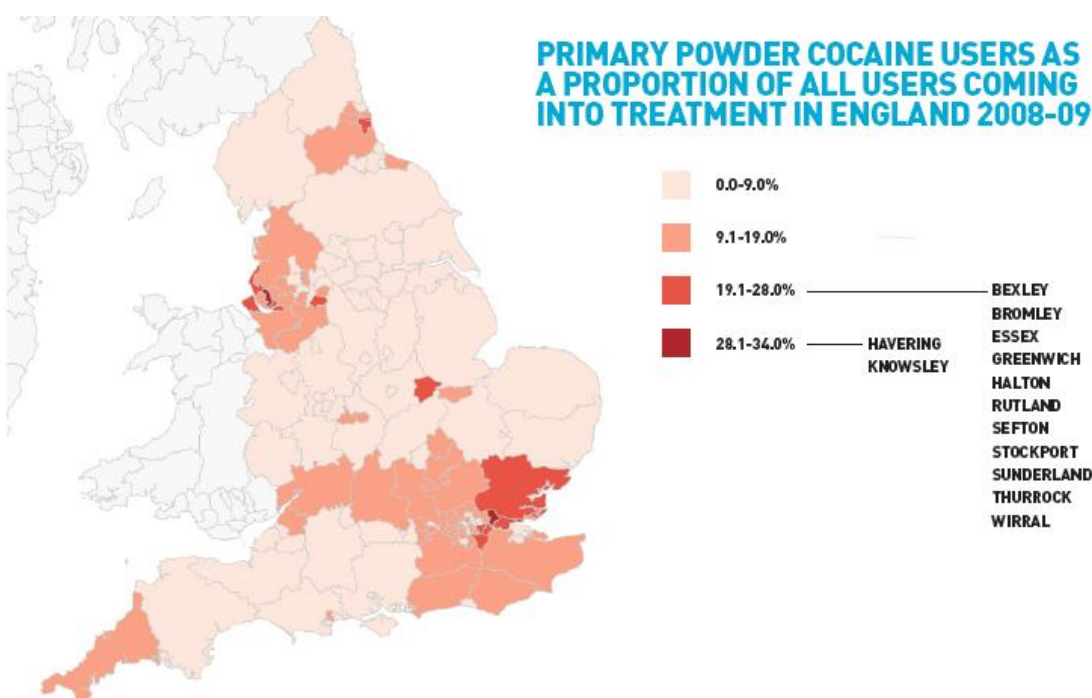 PRIMARY POWDER COCAINE USERS AS
A PROPORTION OF ALL USERS COMING
INTO TREATMENT IN ENGLAND 2008-09
0.0-9.0%
9.1-19.0%
19.1-28.0%
BEXLEY
BROMLEY
ESSEX
GREENWICH
HALTON
RUTLAND
SEFTON
STOCKPORT
SUNDERLAND
THURROCK
WIRRAL
28.1-34.0%
HAVERING
KNOWSLEY